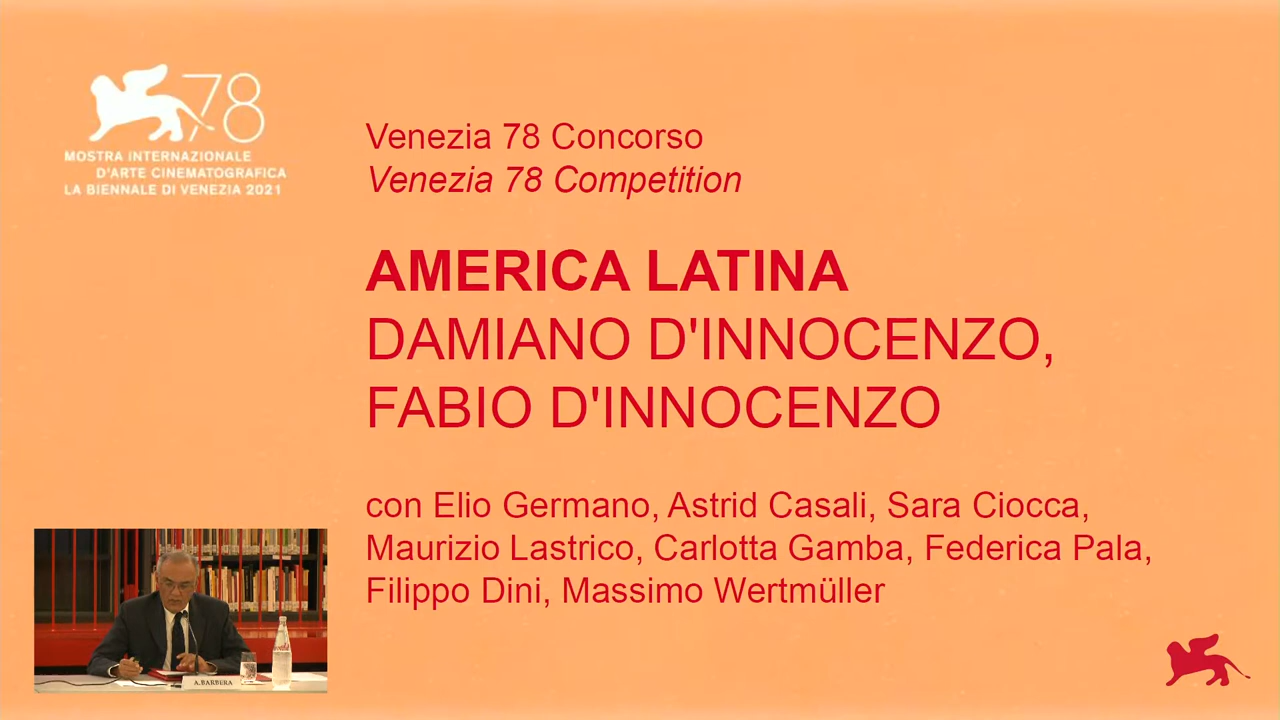 78
MOSTRA INTERNAZIONALE
D'ARTE CINEMATOGRAFICA
LA BIENNALE DI VENEZIA 2021
Venezia 78 Concorso
Venezia 78 Competition
AMERICA LATINA
DAMIANO D'INNOCENZO,
FABIO D'INNOCENZO
con Elio Germano, Astrid Casali, Sara Ciocca,
Maurizio Lastrico, Carlotta Gamba, Federica Pala,
Filippo Dini, Massimo Wertmüller
A.BARBERA